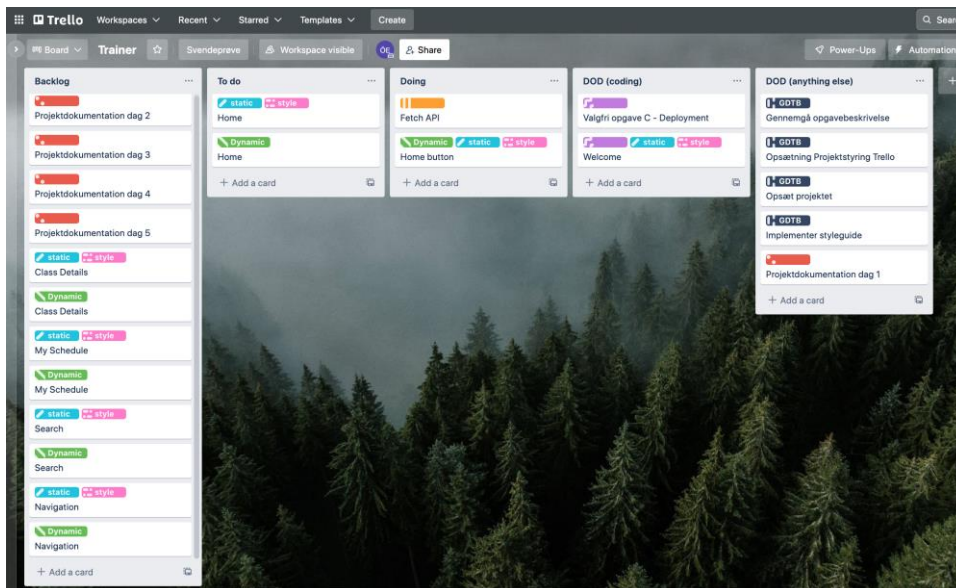 Trello Workspaces Recent Starred Templates Create Sear
Board Trainer Svendeprøve Workspace visible Share Power-Ups Automation
Backlog
Projektdokumentation dag 2
Projektdokumentation dag 3
Projektdokumentation dag 4
Projektdokumentation dag 5
static style
Class Details
Dynamic
Class Details
static style
My Schedule
Dynamic
My Schedule
static style
Search
Dynamic
Search
static style
Navigation
Dynamic
Navigation
+ Add a card
To do
static style
Home
Dynamic
Home
+ Add a card
Doing
Fetch API
Dynamic static style
Home button
+ Add a card
DOD (coding)
Valgfri opgave C - Deployment
static style
Welcome
+ Add a card
DOD (anything else)
GDTB
Gennemgå opgavebeskrivelse
GDTB
Opsætning Projektstyring Trello
GDTB
Opsæt projektet
GDTB
Implementer styleguide
Projektdokumentation dag 1
+ Add a card